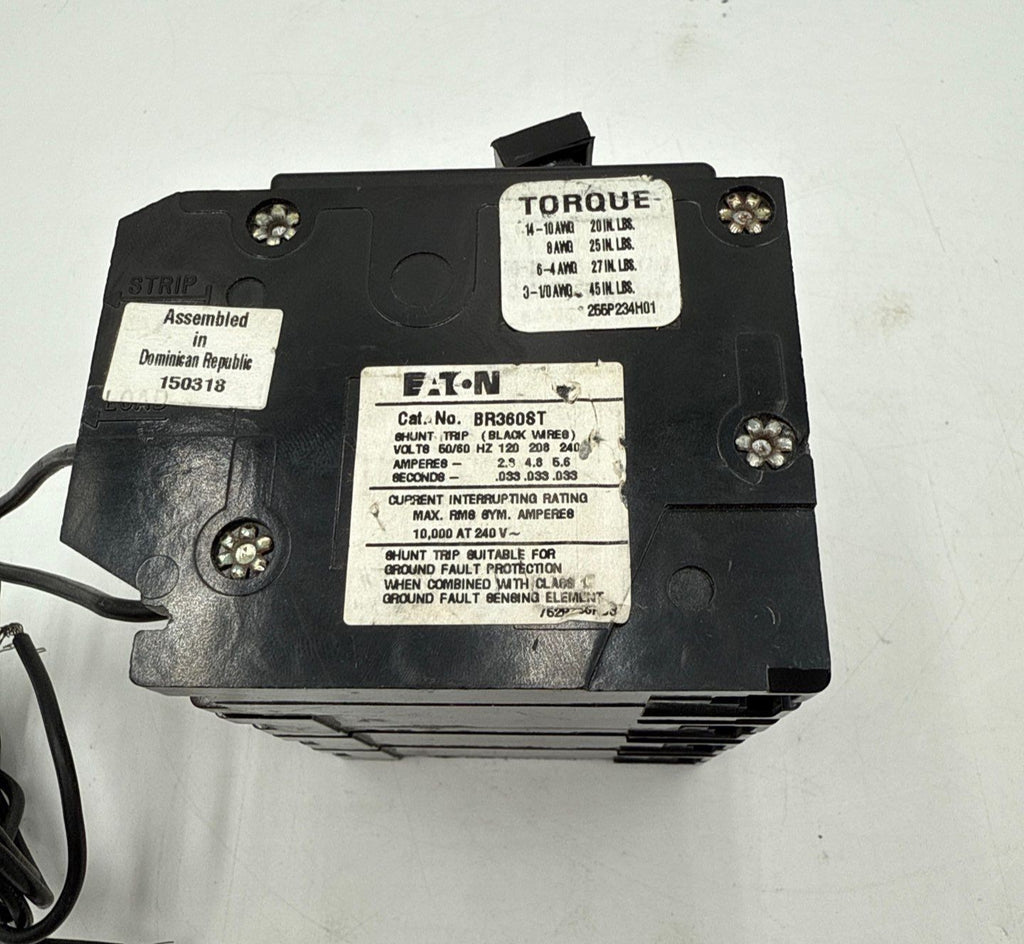 TORQUE
14-10 AWG 20 IN. LBS.
8 AWG 25 IN. LBS.
6-4 AWG 27 IN. LBS.
3-1/0 AWG 45 IN. LBS.
STRIP
Assembled
in
Dominican Republic
150318
LOAD
EATON
Cat. No. BR360ST
SHUNT TRIP (BLACK WIRES)
VOLTS 50/60 HZ 120 208 240
AMPERES - 4.8 5.6
SECONDS - .033 .033 .033
CURRENT INTERRUPTING RATING
MAX. RMS SYM. AMPERES
10,000 AT 240 V~
SHUNT TRIP SUITABLE FOR
GROUND FAULT PROTECTION
WHEN COMBINED WITH CLASS
GROUND FAULT SENSING ELEMENT